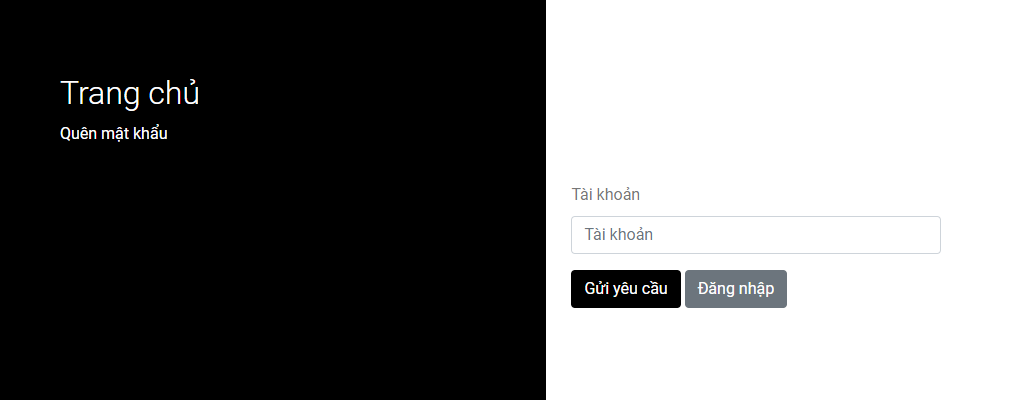 Trang chủ
Quên mật khẩu
Tài khoản
Tài khoản
Gửi yêu cầu Đăng nhập